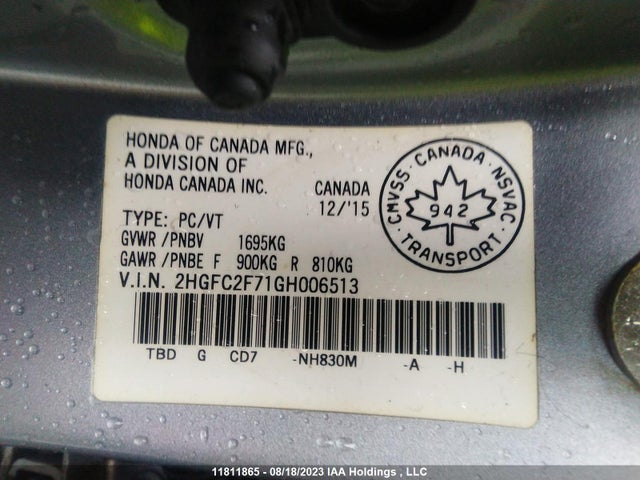 HONDA OF CANADA MFG.,
A DIVISION OF
HONDA CANADA INC.
CANADA
12/'15
TYPE: PC/VT
GVWR/PNBV 1695KG
GAWR/PNBE F 900KG R 810KG
V.I.N. 2HGFC2F71GH006513
TBD G CD7 -NH830M -A -H
CMVSS · CANADA · NSVAC
942
TRANSPORT
11811865 - 08/18/2023 IAA Holdings , LLC